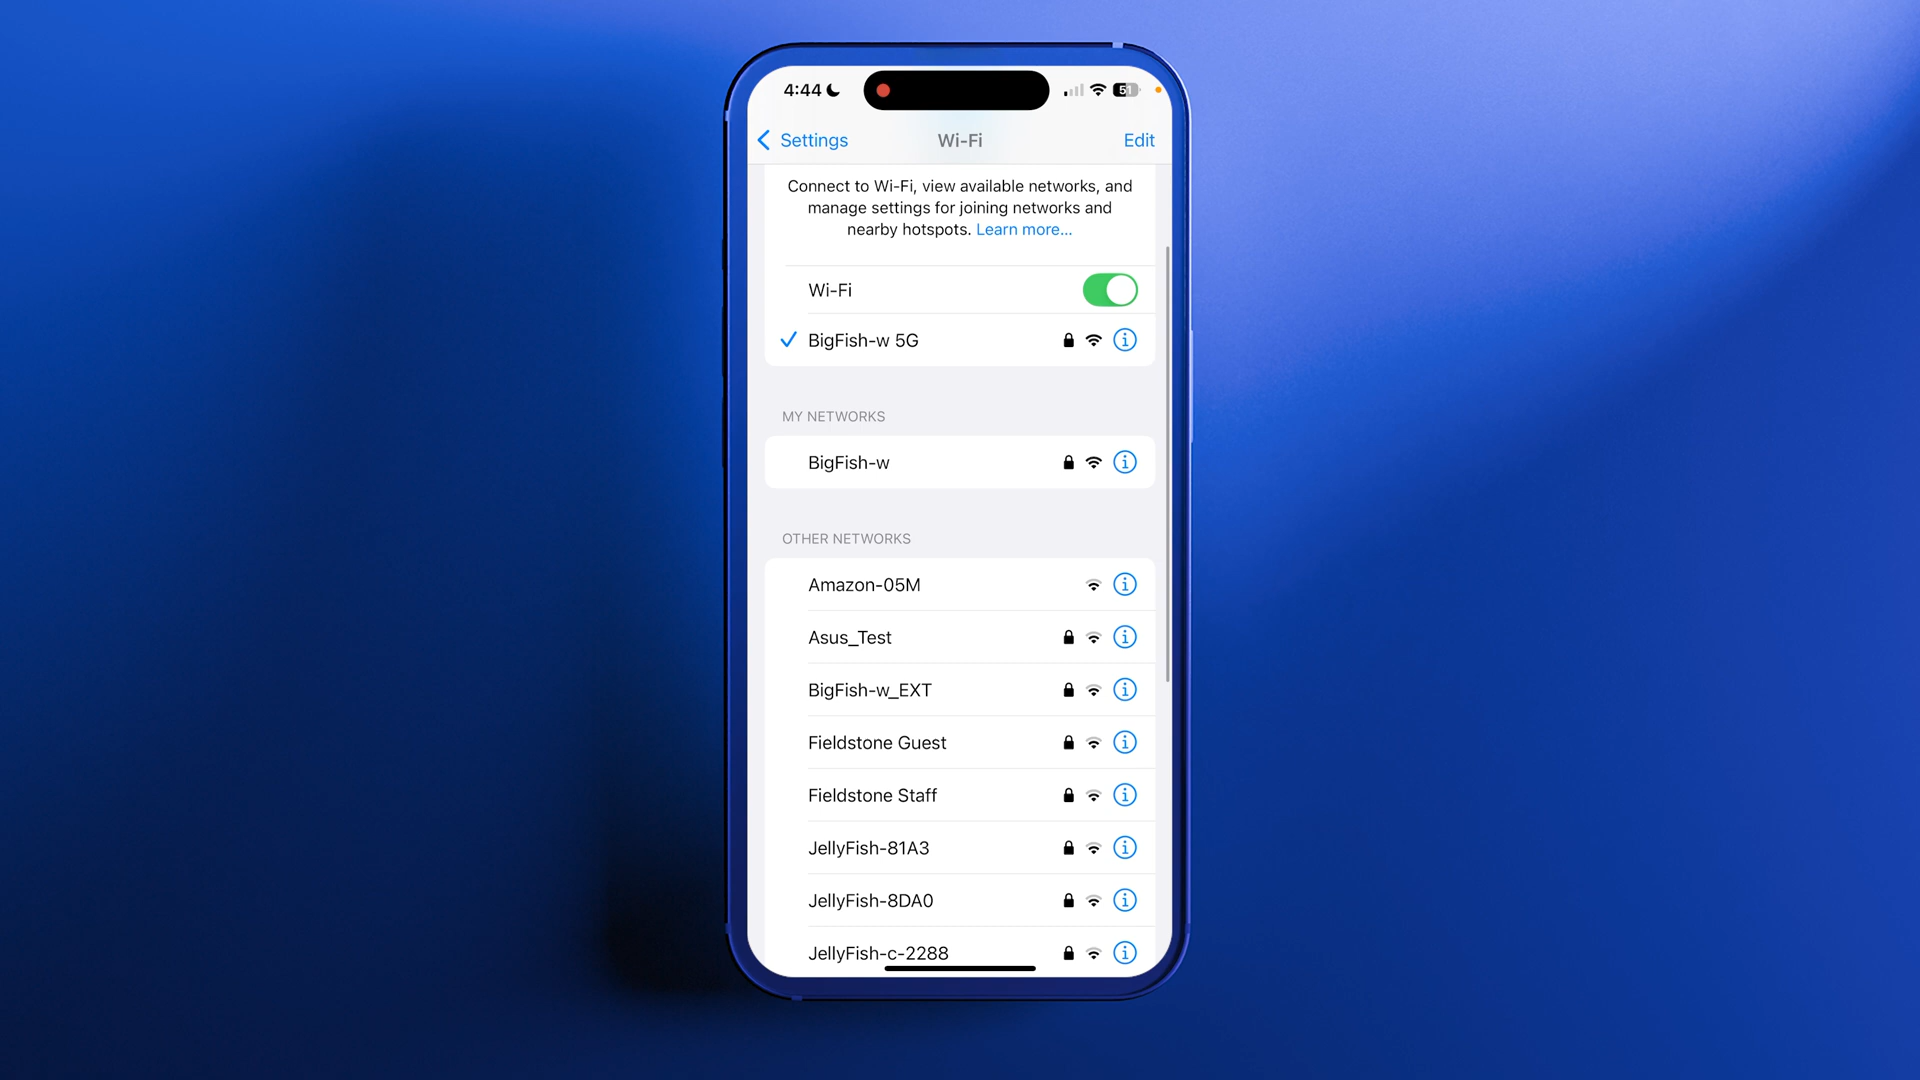 4:44
51
Settings
Wi-Fi
Edit
Connect to Wi-Fi, view available networks, and
manage settings for joining networks and
nearby hotspots. Learn more...
Wi-Fi
BigFish-w 5G
MY NETWORKS
BigFish-w
OTHER NETWORKS
Amazon-05M
Asus_Test
BigFish-w_EXT
Fieldstone Guest
Fieldstone Staff
JellyFish-81A3
JellyFish-8DA0
JellyFish-c-2288